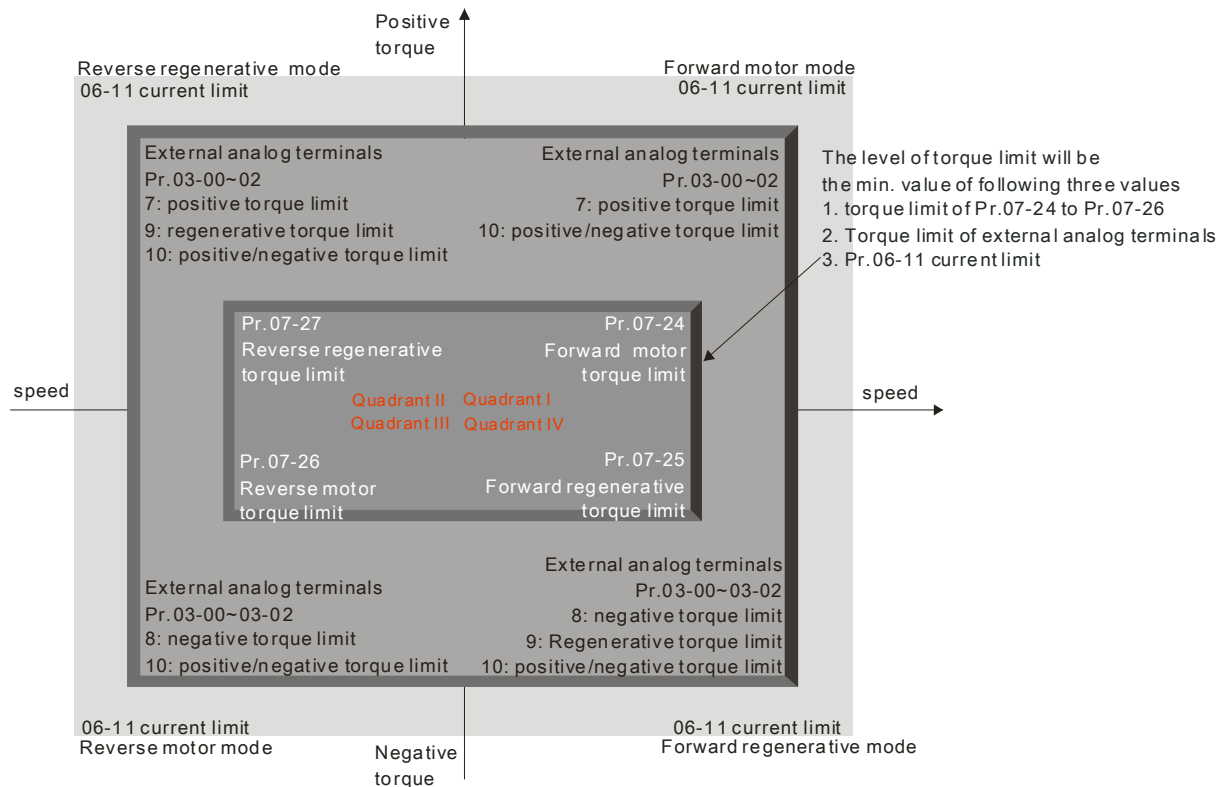 Positive
torque
Reverse regenerative mode
06-11 current limit
Forward motor mode
06-11 current limit
External analog terminals
Pr.03-00~02
7: positive torque limit
9: regenerative torque limit
10: positive/negative torque limit
External analog terminals
Pr.03-00~02
7: positive torque limit
10: positive/negative torque limit
The level of torque limit will be
the min. value of following three values
1. torque limit of Pr.07-24 to Pr.07-26
2. Torque limit of external analog terminals
3. Pr.06-11 current limit
Pr.07-27
Reverse regenerative
torque limit
Pr.07-24
Forward motor
torque limit
speed
Quadrant II
Quadrant I
speed
Quadrant III
Quadrant IV
Pr.07-26
Reverse motor
torque limit
Pr.07-25
Forward regenerative
torque limit
External analog terminals
Pr.03-00~03-02
8: negative torque limit
10: positive/negative torque limit
External analog terminals
Pr.03-00~03-02
8: negative torque limit
9: Regenerative torque limit
10: positive/negative torque limit
06-11 current limit
Reverse motor mode
06-11 current limit
Forward regenerative mode
Negative
torque